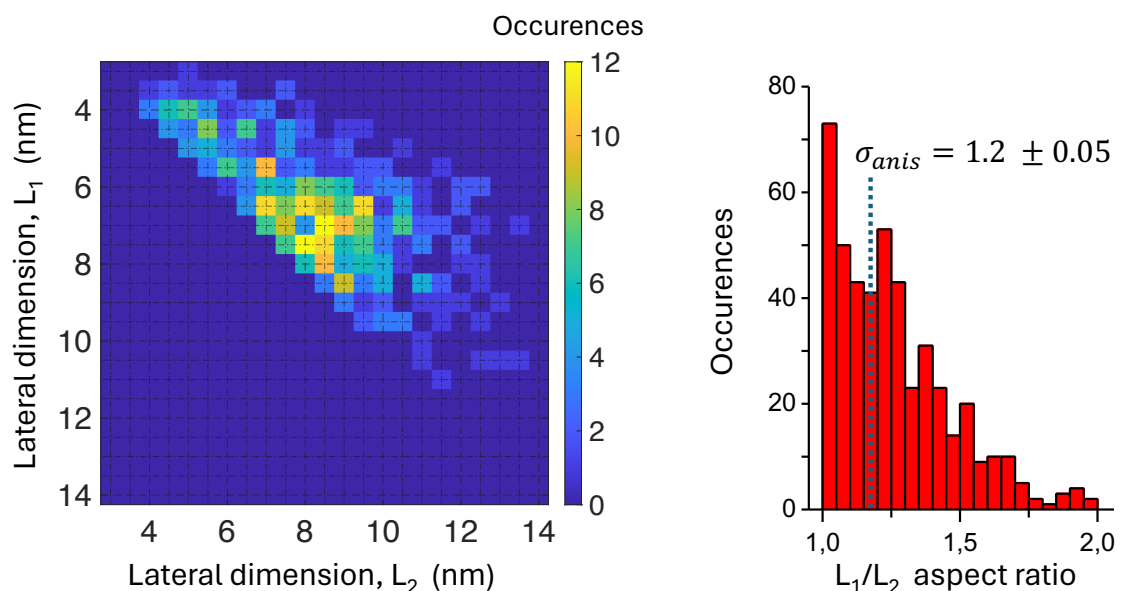 Occurences
Lateral dimension, L₁ (nm)
4
6
8
10
12
14
4 6 8 10 12 14
Lateral dimension, L₂ (nm)
12
10
8
6
4
2
0
Occurences
80
60
40
20
0
σₐₙᵢₛ = 1.2 ± 0.05
1,0 1,5 2,0
L₁/L₂ aspect ratio